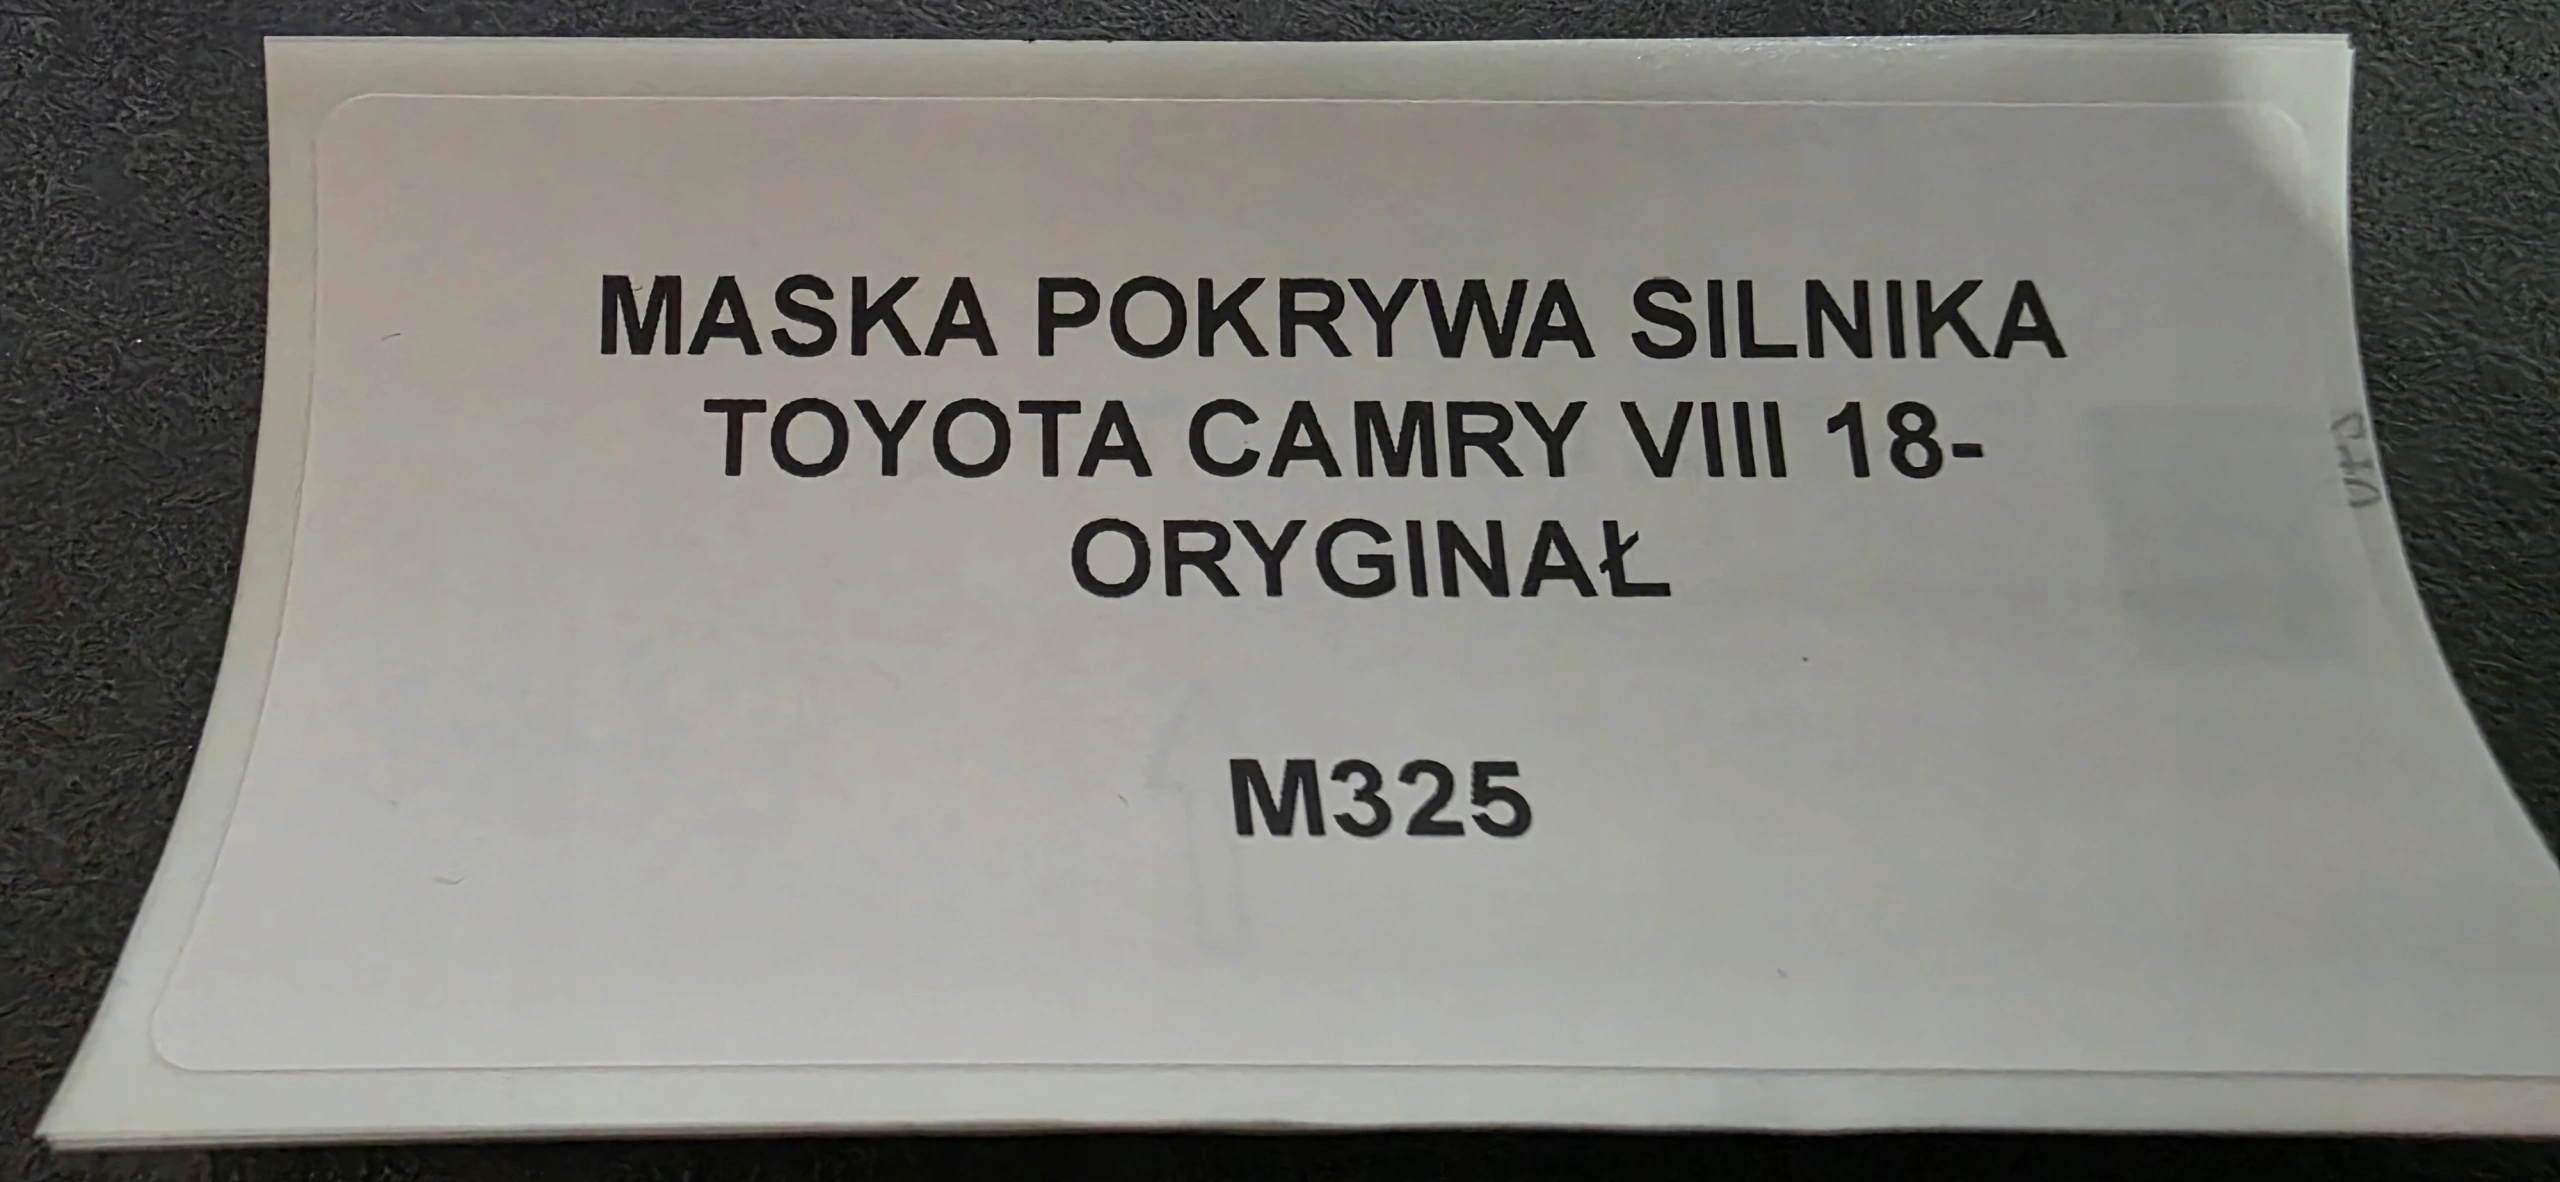 MASKA POKRYWA SILNIKA
TOYOTA CAMRY VIII 18-
ORYGINAŁ
M325